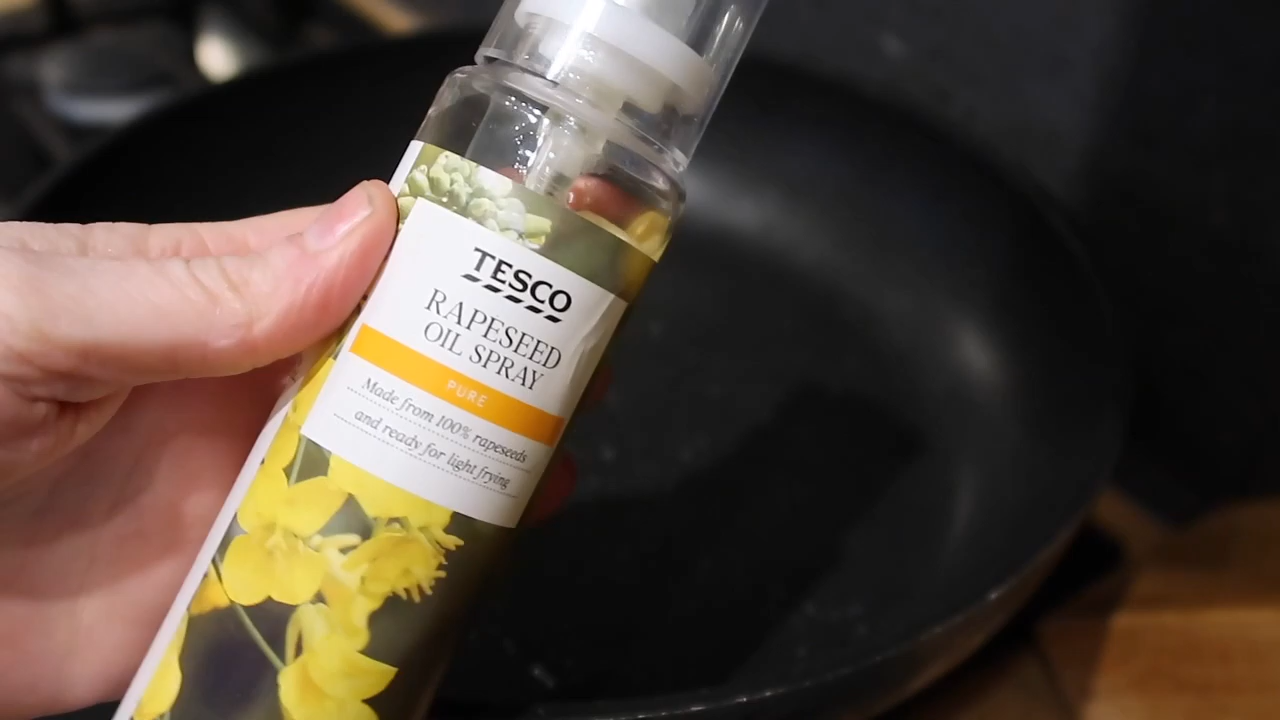 TESCO
RAPESEED
OIL SPRAY
PURE
Made from 100% rapeseeds
and ready for light frying